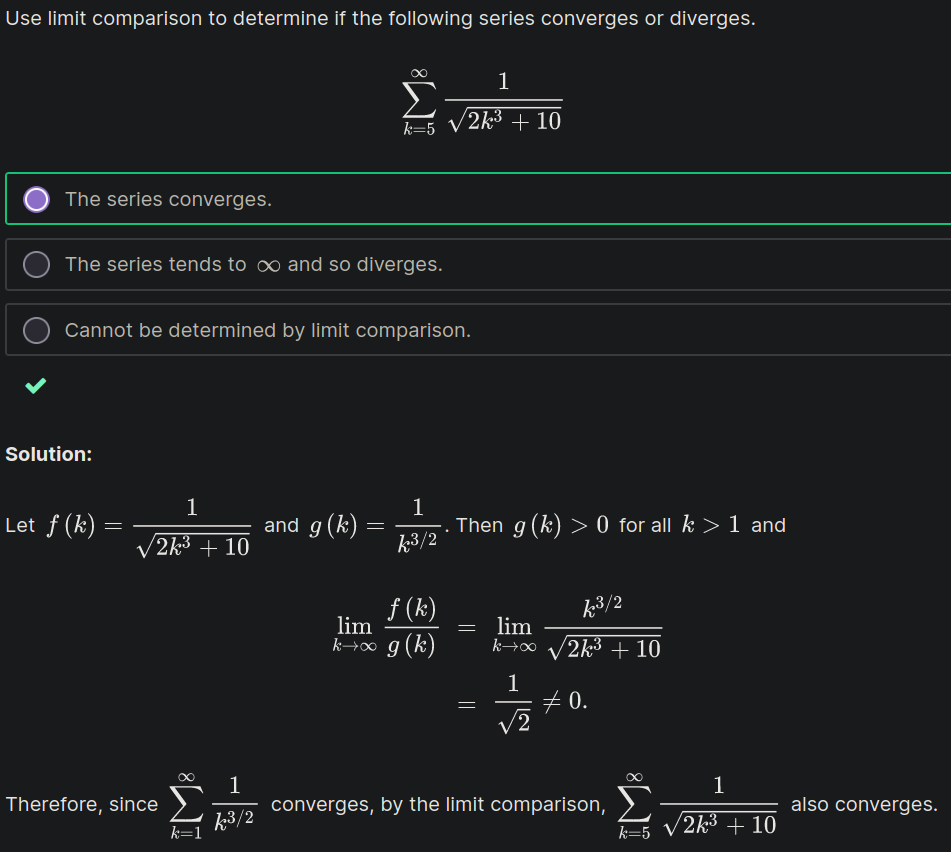 Use limit comparison to determine if the following series converges or diverges.
$\sum_{k=5}^{\infty} \frac{1}{\sqrt{2k^3 + 10}}$
The series converges.
The series tends to $\infty$ and so diverges.
Cannot be determined by limit comparison.
Solution:
Let $f(k) = \frac{1}{\sqrt{2k^3 + 10}}$ and $g(k) = \frac{1}{k^{3/2}}$. Then $g(k) > 0$ for all $k > 1$ and
$\lim_{k \to \infty} \frac{f(k)}{g(k)} = \lim_{k \to \infty} \frac{k^{3/2}}{\sqrt{2k^3 + 10}}$
$= \frac{1}{\sqrt{2}} \neq 0.$
Therefore, since $\sum_{k=1}^{\infty} \frac{1}{k^{3/2}}$ converges, by the limit comparison, $\sum_{k=5}^{\infty} \frac{1}{\sqrt{2k^3 + 10}}$ also converges.